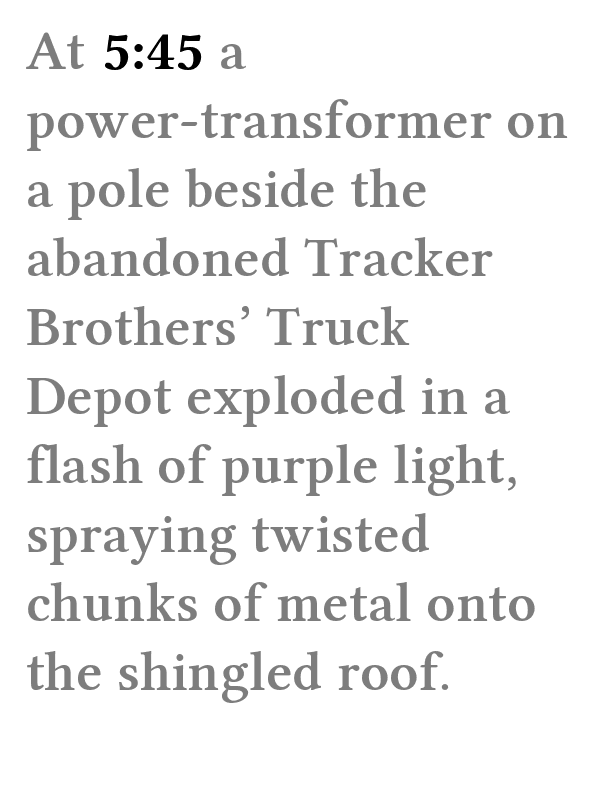 At 5:45 a
power-transformer on
a pole beside the
abandoned Tracker
Brothers’ Truck
Depot exploded in a
flash of purple light,
spraying twisted
chunks of metal onto
the shingled roof.